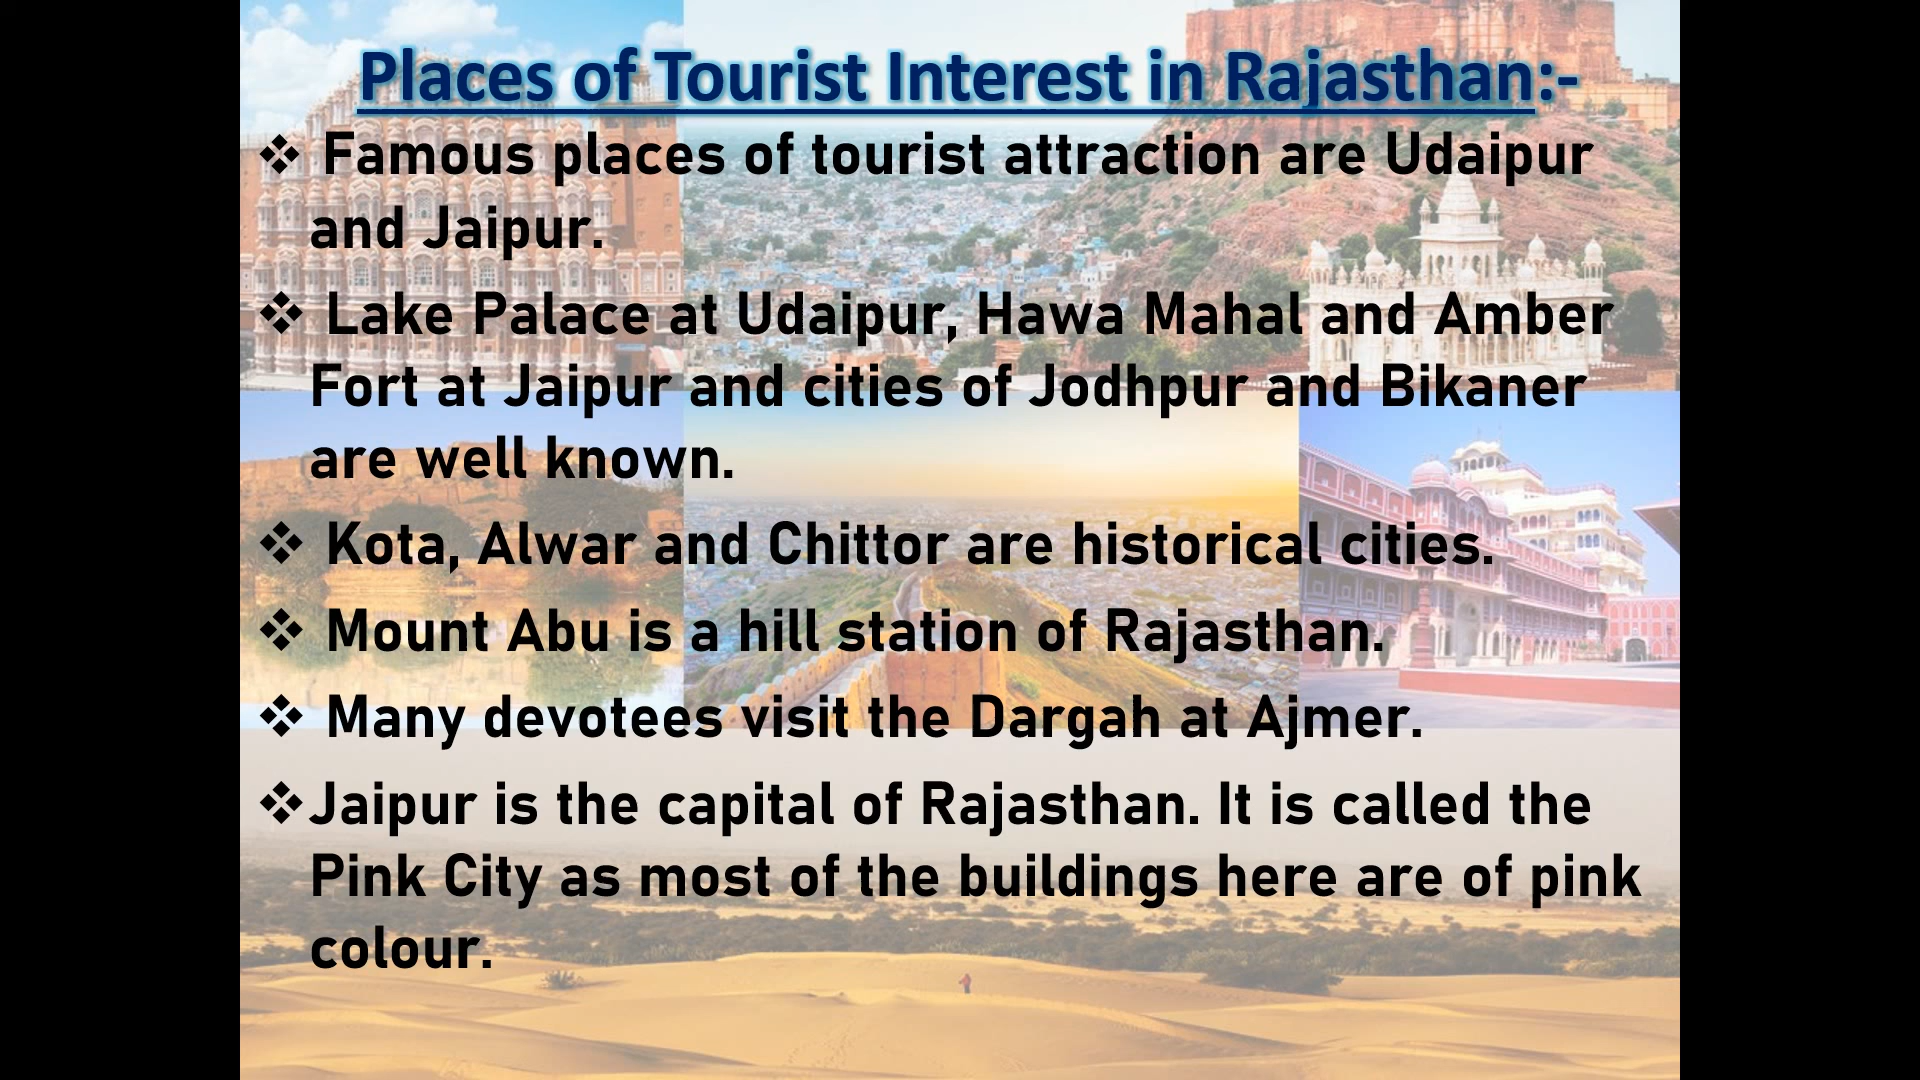 Places of Tourist Interest in Rajasthan:-
❖ Famous places of tourist attraction are Udaipur
and Jaipur.
❖ Lake Palace at Udaipur, Hawa Mahal and Amber
Fort at Jaipur and cities of Jodhpur and Bikaner
are well known.
❖ Kota, Alwar and Chittor are historical cities.
❖ Mount Abu is a hill station of Rajasthan.
❖ Many devotees visit the Dargah at Ajmer.
❖Jaipur is the capital of Rajasthan. It is called the
Pink City as most of the buildings here are of pink
colour.